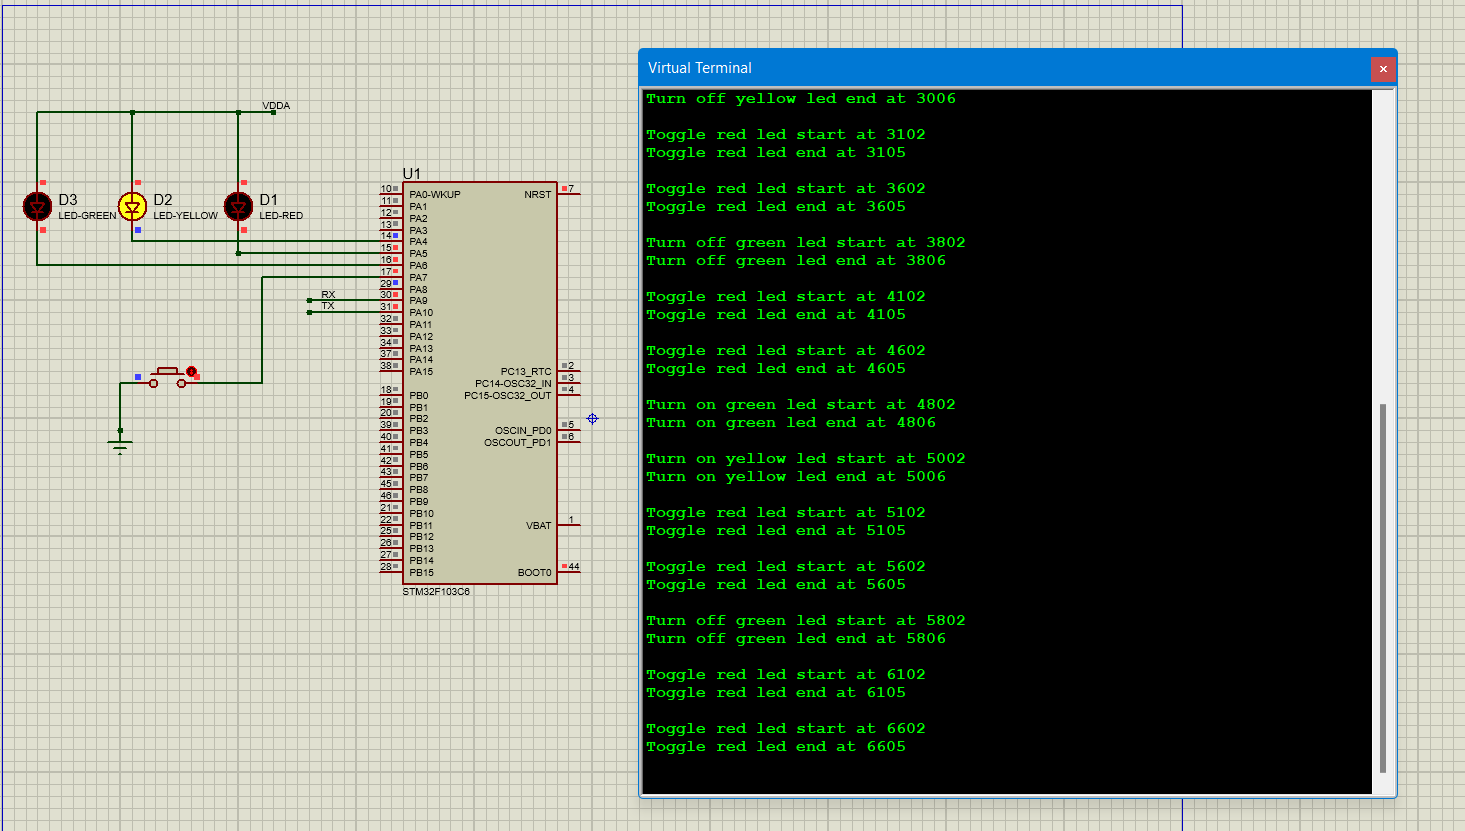 VDDA
D3
LED-GREEN
D2
LED-YELLOW
D1
LED-RED
RX
TX
U1
10 PA0-WKUP
11 PA1
12 PA2
13 PA3
14 PA4
15 PA5
16 PA6
17 PA7
29 PA8
30 PA9
31 PA10
32 PA11
33 PA12
34 PA13
37 PA14
38 PA15
18 PB0
19 PB1
20 PB2
39 PB3
40 PB4
41 PB5
42 PB6
43 PB7
45 PB8
46 PB9
21 PB10
22 PB11
25 PB12
26 PB13
27 PB14
28 PB15
NRST 7
PC13_RTC 2
PC14-OSC32_IN 3
PC15-OSC32_OUT 4
OSCIN_PD0 5
OSCOUT_PD1 6
VBAT 1
BOOT0 44
STM32F103C6
Virtual Terminal
Turn off yellow led end at 3006
Toggle red led start at 3102
Toggle red led end at 3105
Toggle red led start at 3602
Toggle red led end at 3605
Turn off green led start at 3802
Turn off green led end at 3806
Toggle red led start at 4102
Toggle red led end at 4105
Toggle red led start at 4602
Toggle red led end at 4605
Turn on green led start at 4802
Turn on green led end at 4806
Turn on yellow led start at 5002
Turn on yellow led end at 5006
Toggle red led start at 5102
Toggle red led end at 5105
Toggle red led start at 5602
Toggle red led end at 5605
Turn off green led start at 5802
Turn off green led end at 5806
Toggle red led start at 6102
Toggle red led end at 6105
Toggle red led start at 6602
Toggle red led end at 6605